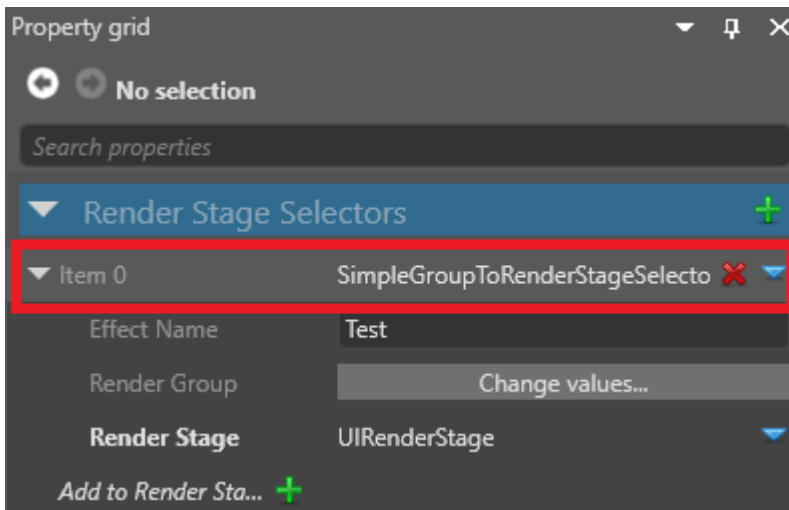 Property grid
No selection
Search properties
Render Stage Selectors
Item 0 SimpleGroupToRenderStageSelecto
Effect Name Test
Render Group Change values...
Render Stage UIRenderStage
Add to Render Sta...